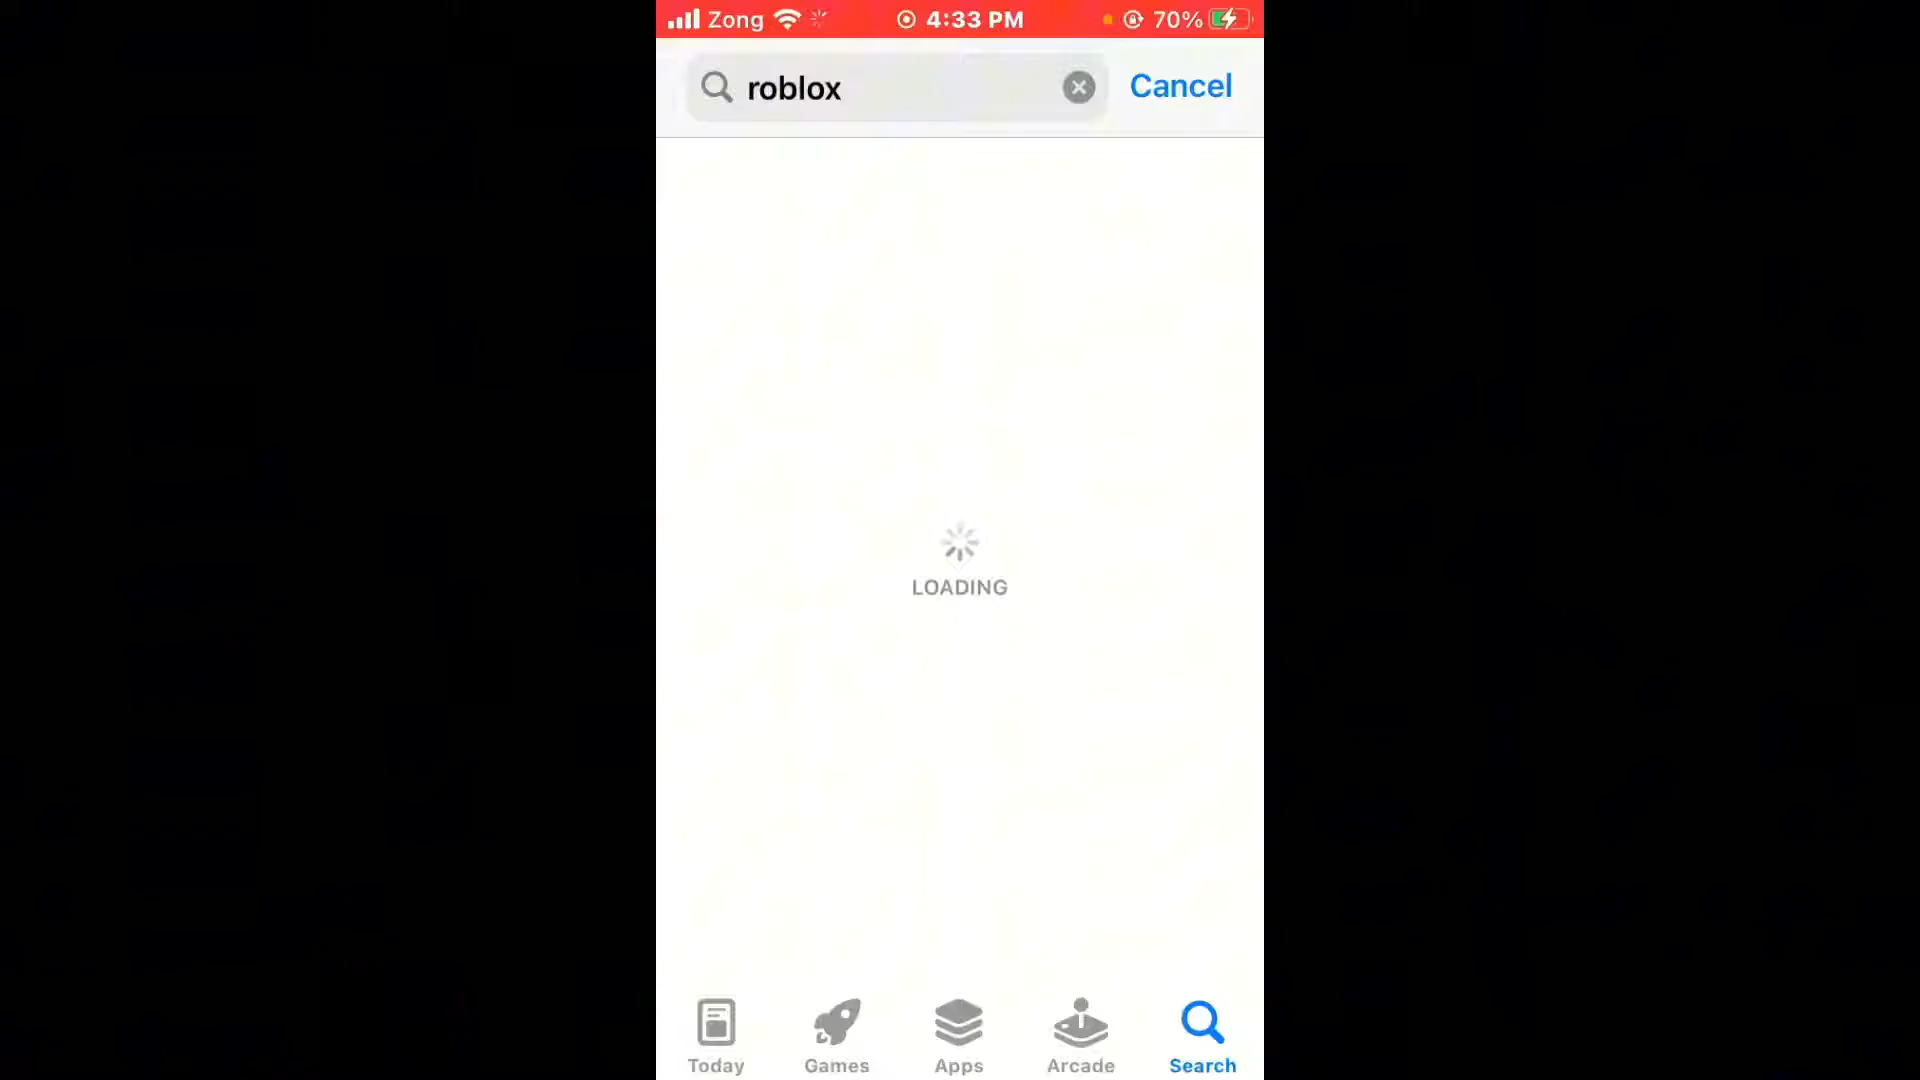 Zong 4:33 PM 70%
roblox Cancel
LOADING
Today Games Apps Arcade Search